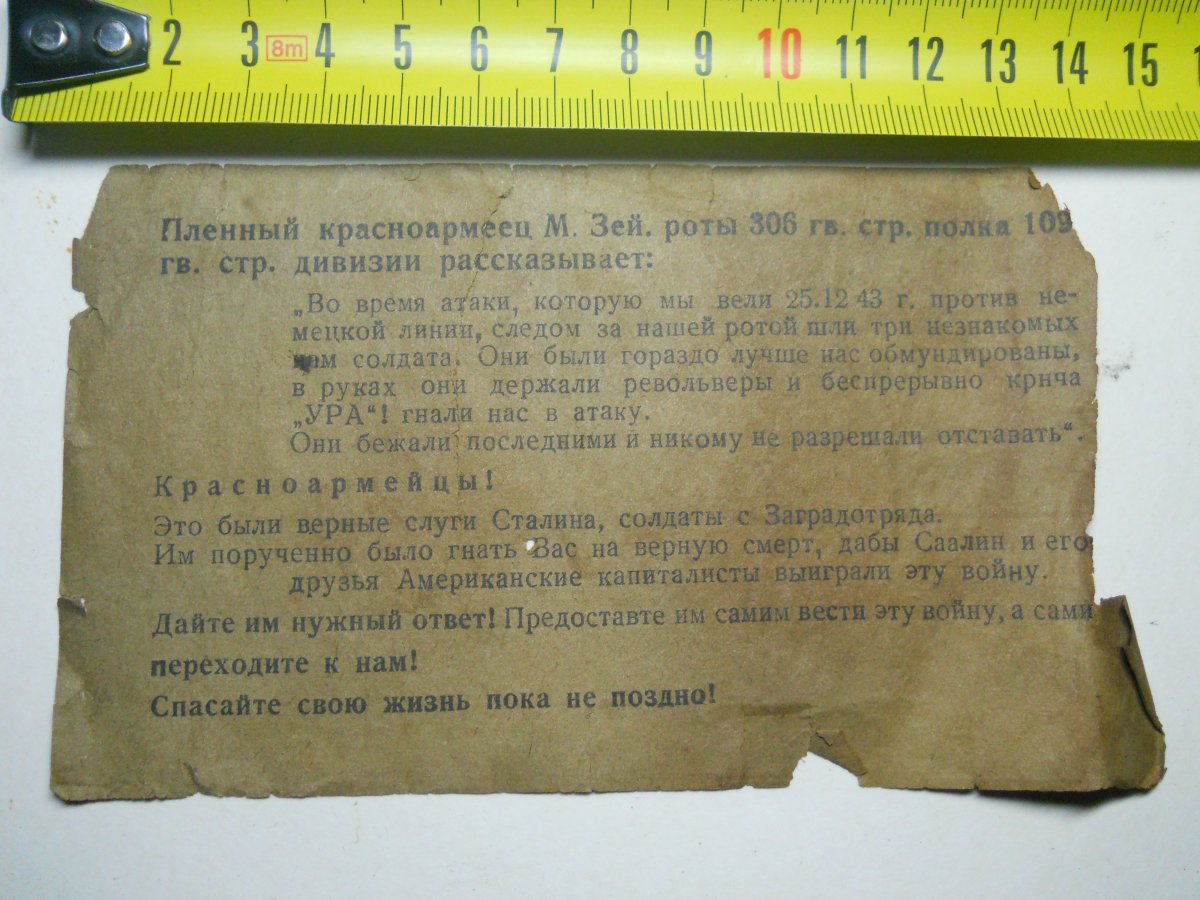 2 3 8m 4 5 6 7 8 9 10 11 12 13 14 15
Пленный красноармеец М. Зей. роты 306 гв. стр. полка 109
гв. стр. дивизии рассказывает:
„Во время атаки, которую мы вели 25.12 43 г. против не-
мецкой линии, следом за нашей ротой шли три незнакомых
нам солдата. Они были гораздо лучше нас обмундированы,
в руках они держали револьверы и беспрерывно крича
„УРА“! гнали нас в атаку.
Они бежали последними и никому не разрешали отставать“.
Красноармейцы!
Это были верные слуги Сталина, солдаты с Заградотряда.
Им порученно было гнать Вас на верную смерт, дабы Саалин и его
друзья Американские капиталисты выиграли эту войну.
Дайте им нужный ответ! Предоставте им самим вести эту войну, а сами
переходите к нам!
Спасайте свою жизнь пока не поздно!